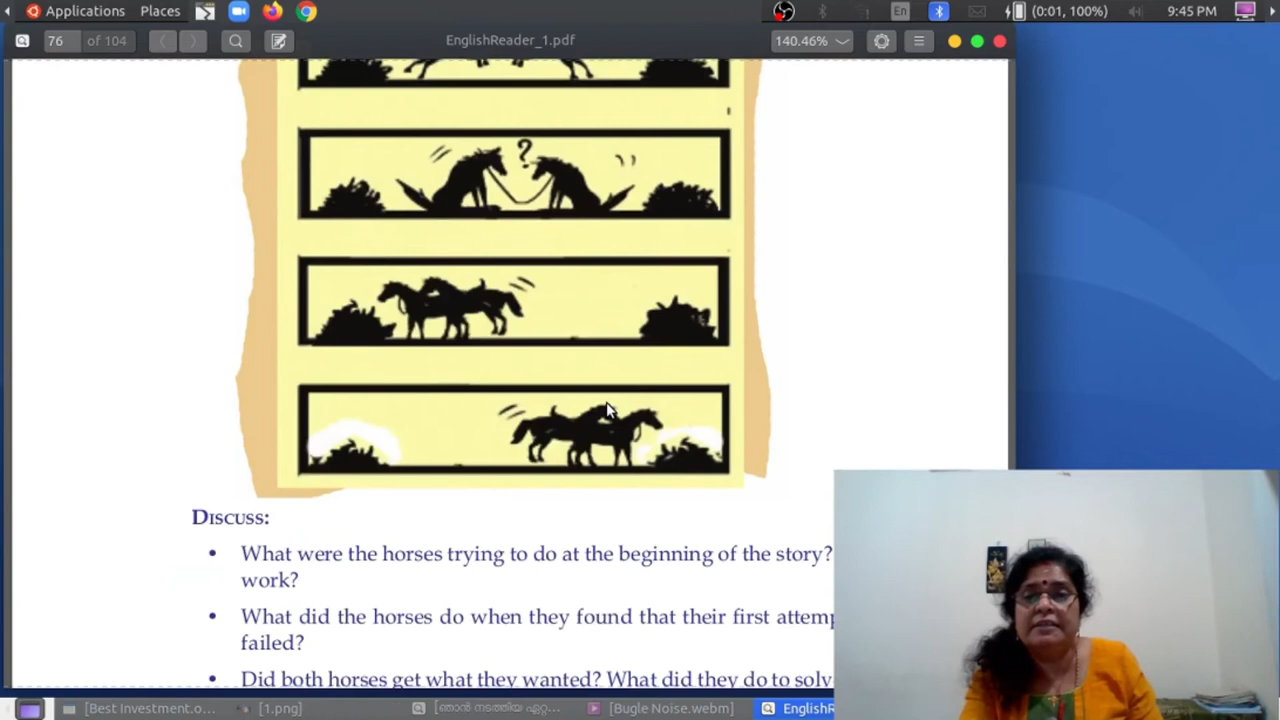 Applications Places En (0:01, 100%) 9:45 PM
76 of 104 EnglishReader_1.pdf 140.46%
?
Discuss:
• What were the horses trying to do at the beginning of the story?
work?
• What did the horses do when they found that their first attemp
failed?
• Did both horses get what they wanted? What did they do to solv
[Best Investment.o... [1.png] [ഞാൻ നടത്തിയ ഏറ്റ... [Bugle Noise.webm] EnglishR